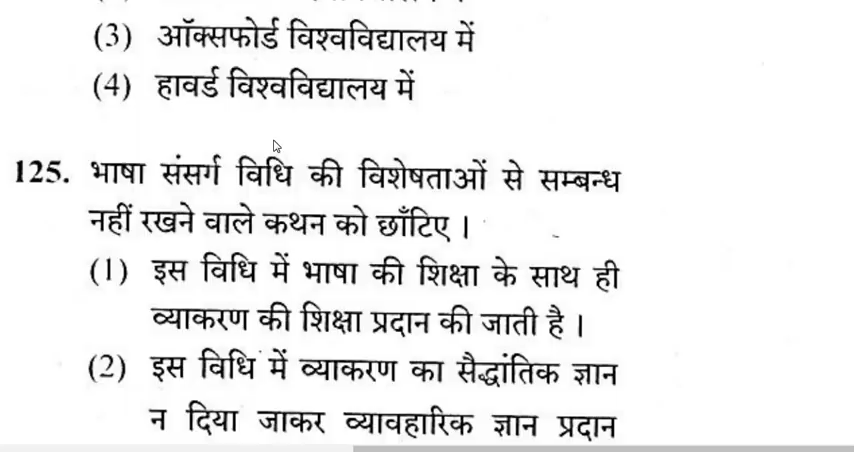 (3) ऑक्सफोर्ड विश्वविद्यालय में
(4) हावर्ड विश्वविद्यालय में
125. भाषा संसर्ग विधि की विशेषताओं से सम्बन्ध
नहीं रखने वाले कथन को छाँटिए ।
(1) इस विधि में भाषा की शिक्षा के साथ ही
व्याकरण की शिक्षा प्रदान की जाती है ।
(2) इस विधि में व्याकरण का सैद्धांतिक ज्ञान
न दिया जाकर व्यावहारिक ज्ञान प्रदान